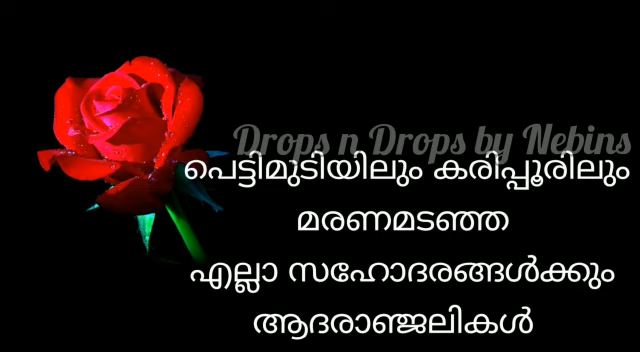 Drops n Drops by Nebins
പെട്ടിമുടിയിലും കരിപ്പൂരിലും
മരണമടഞ്ഞ
എല്ലാ സഹോദരങ്ങൾക്കും
ആദരാഞ്ജലികൾ